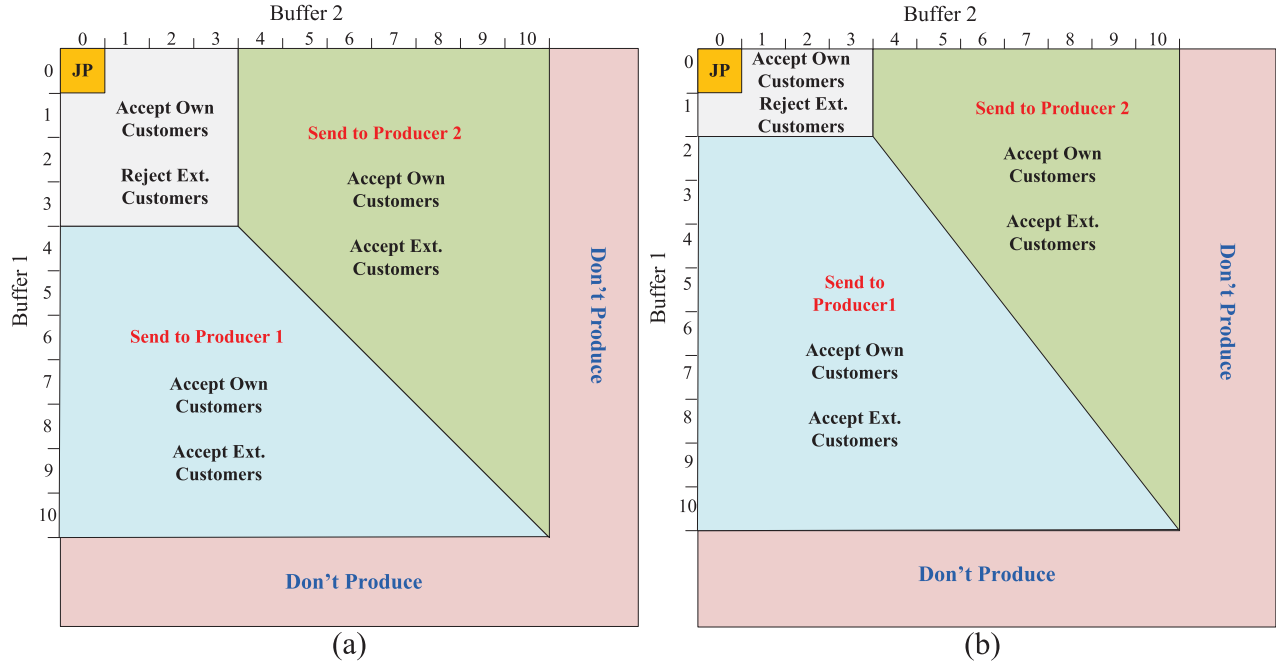 Buffer 2
0 1 2 3 4 5 6 7 8 9 10
Buffer 1
0
1
2
3
4
5
6
7
8
9
10
JP
Accept Own
Customers
Reject Ext.
Customers
Send to Producer 2
Accept Own
Customers
Accept Ext.
Customers
Send to Producer 1
Accept Own
Customers
Accept Ext.
Customers
Don't Produce
Don't Produce
(a)
Buffer 2
0 1 2 3 4 5 6 7 8 9 10
Buffer 1
0
1
2
3
4
5
6
7
8
9
10
JP
Accept Own
Customers
Reject Ext.
Customers
Send to Producer 2
Accept Own
Customers
Accept Ext.
Customers
Send to
Producer1
Accept Own
Customers
Accept Ext.
Customers
Don't Produce
Don't Produce
(b)